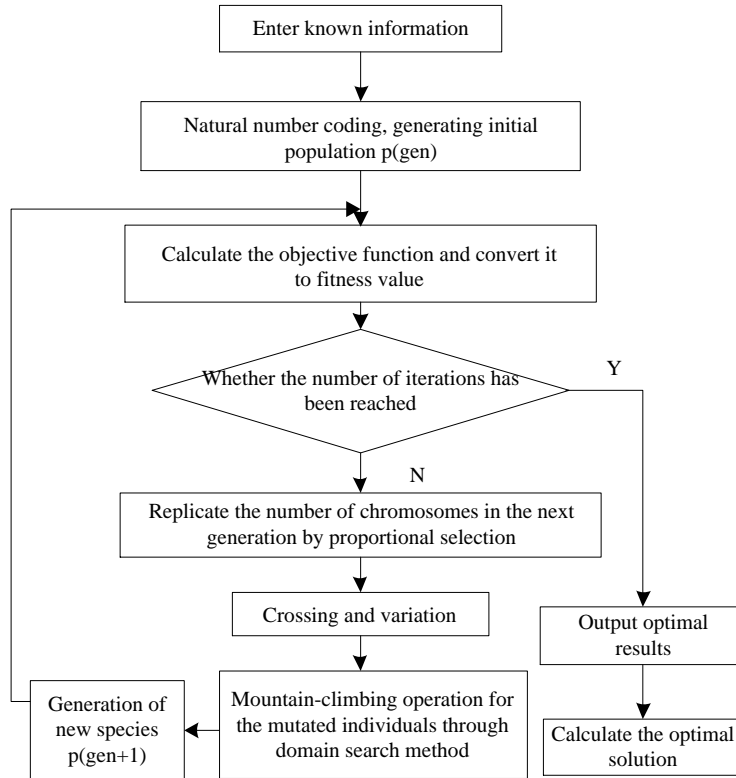 Enter known information
Natural number coding, generating initial
population p(gen)
Calculate the objective function and convert it
to fitness value
Whether the number of iterations has
been reached
Y
N
Replicate the number of chromosomes in the next
generation by proportional selection
Crossing and variation
Output optimal
results
Mountain-climbing operation for
the mutated individuals through
domain search method
Generation of
new species
p(gen+1)
Calculate the optimal
solution